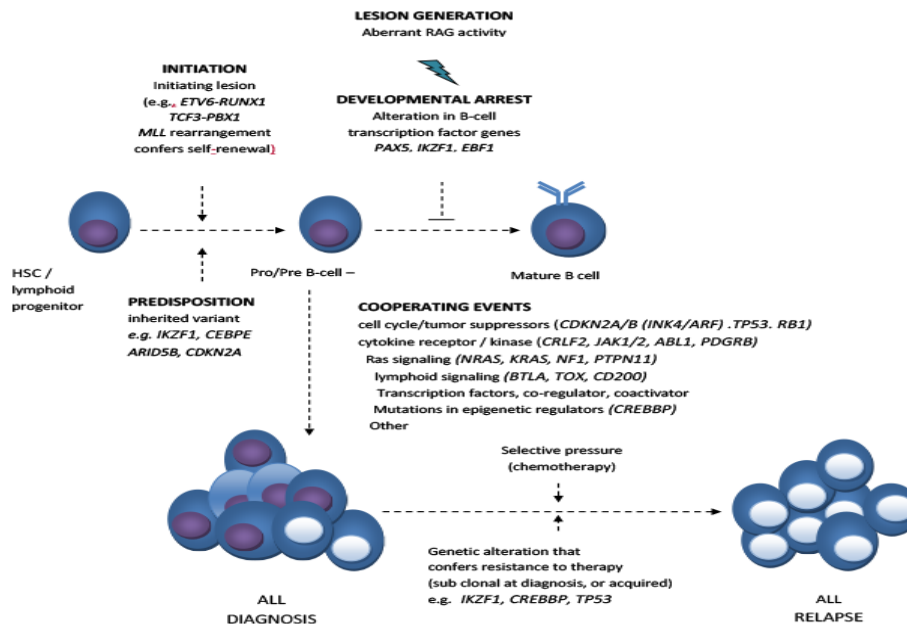 LESION GENERATION
Aberrant RAG activity
INITIATION
Initiating lesion
(e.g., ETV6-RUNX1
TCF3-PBX1
MLL rearrangement
confers self-renewal)
DEVELOPMENTAL ARREST
Alteration in B-cell
transcription factor genes
PAX5, IKZF1, EBF1
HSC /
lymphoid
progenitor
Pro/Pre B-cell –
Mature B cell
PREDISPOSITION
inherited variant
e.g. IKZF1, CEBPE
ARID5B, CDKN2A
COOPERATING EVENTS
cell cycle/tumor suppressors (CDKN2A/B (INK4/ARF) .TP53. RB1)
cytokine receptor / kinase (CRLF2, JAK1/2, ABL1, PDGRB)
Ras signaling (NRAS, KRAS, NF1, PTPN11)
lymphoid signaling (BTLA, TOX, CD200)
Transcription factors, co-regulator, coactivator
Mutations in epigenetic regulators (CREBBP)
Other
Selective pressure
(chemotherapy)
Genetic alteration that
confers resistance to therapy
(sub clonal at diagnosis, or acquired)
e.g. IKZF1, CREBBP, TP53
ALL
DIAGNOSIS
ALL
RELAPSE